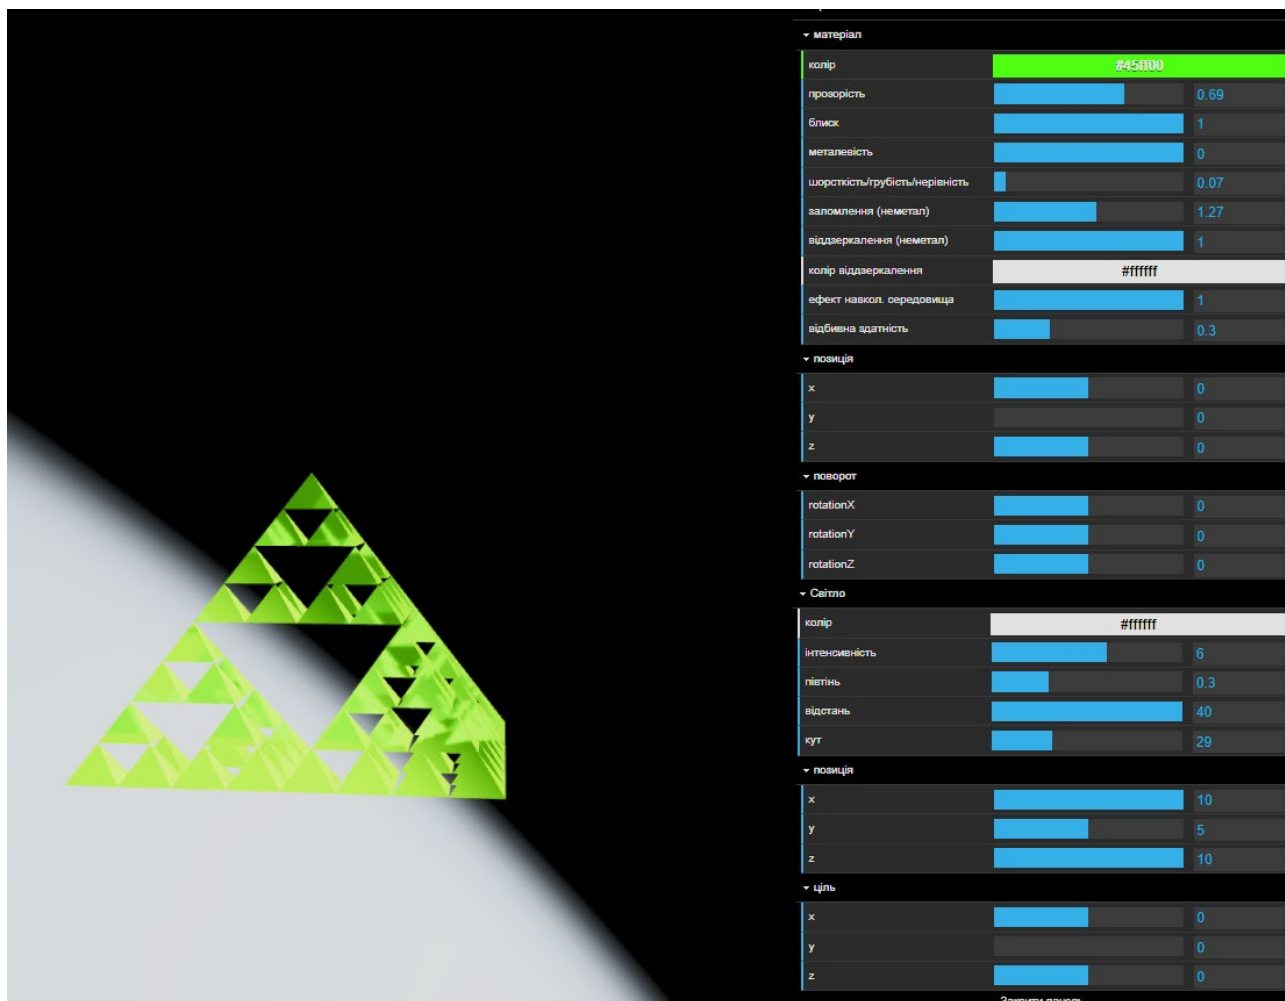 матеріал
колір #45ff00
прозорість 0.69
блиск 1
металевість 0
шорсткість/грубість/нерівність 0.07
заломлення (неметал) 1.27
віддзеркалення (неметал) 1
колір віддзеркалення #ffffff
ефект навкол. середовища 1
відбивна здатність 0.3
позиція
x 0
y 0
z 0
поворот
rotationX 0
rotationY 0
rotationZ 0
Світло
колір #ffffff
інтенсивність 6
півтінь 0.3
відстань 40
кут 29
позиція
x 10
y 5
z 10
ціль
x 0
y 0
z 0
Закрити панель